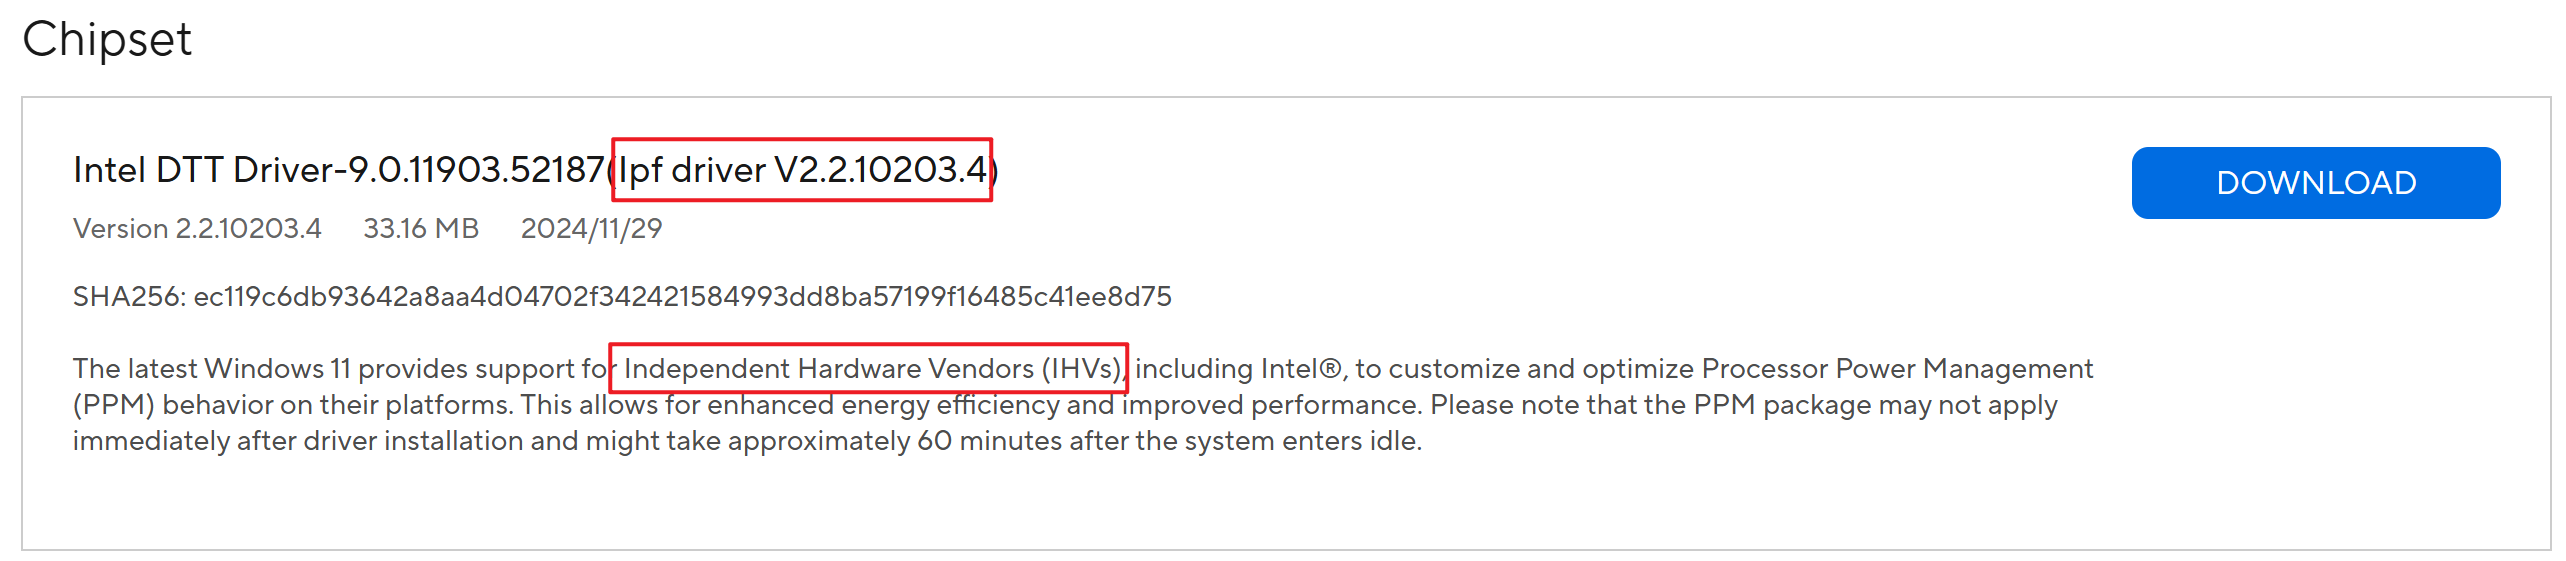 Chipset
Intel DTT Driver-9.0.11903.52187(Ipf driver V2.2.10203.4)
DOWNLOAD
Version 2.2.10203.4 33.16 MB 2024/11/29
SHA256: ec119c6db93642a8aa4d04702f342421584993dd8ba57199f16485c41ee8d75
The latest Windows 11 provides support for Independent Hardware Vendors (IHVs), including Intel®, to customize and optimize Processor Power Management
(PPM) behavior on their platforms. This allows for enhanced energy efficiency and improved performance. Please note that the PPM package may not apply
immediately after driver installation and might take approximately 60 minutes after the system enters idle.